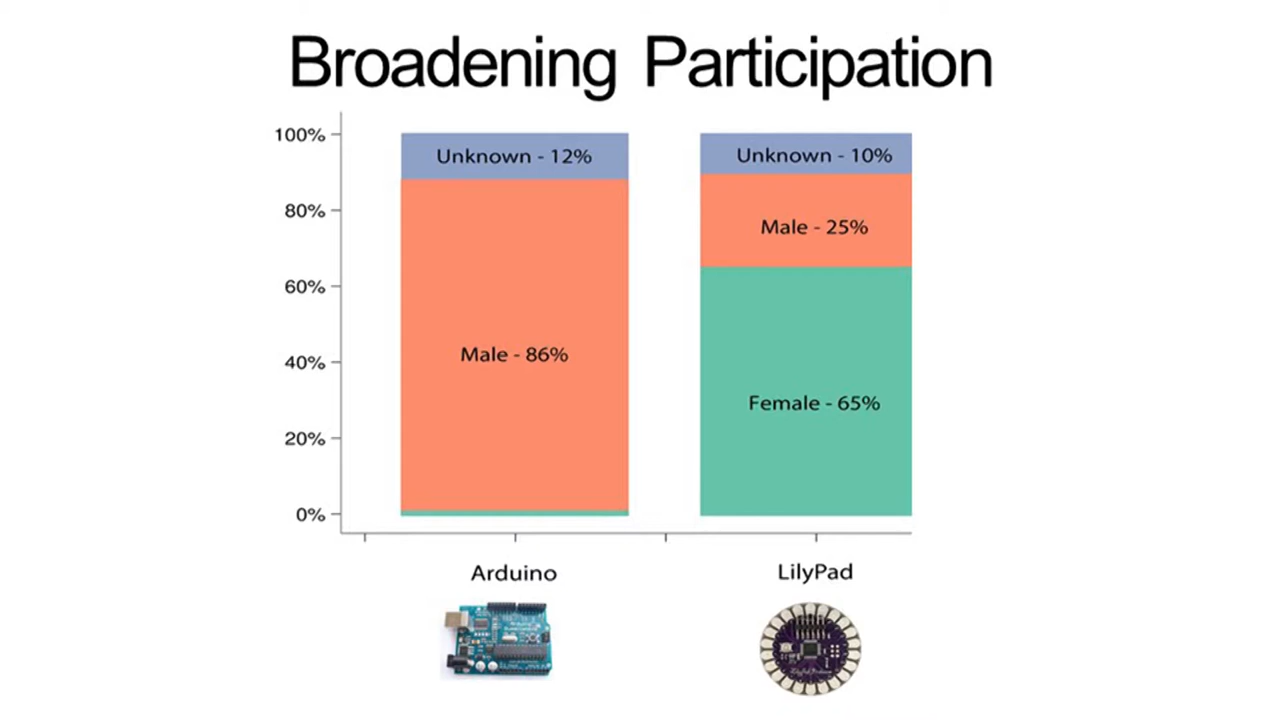 Broadening Participation
100%
80%
60%
40%
20%
0%
Unknown - 12%
Male - 86%
Unknown - 10%
Male - 25%
Female - 65%
Arduino
LilyPad